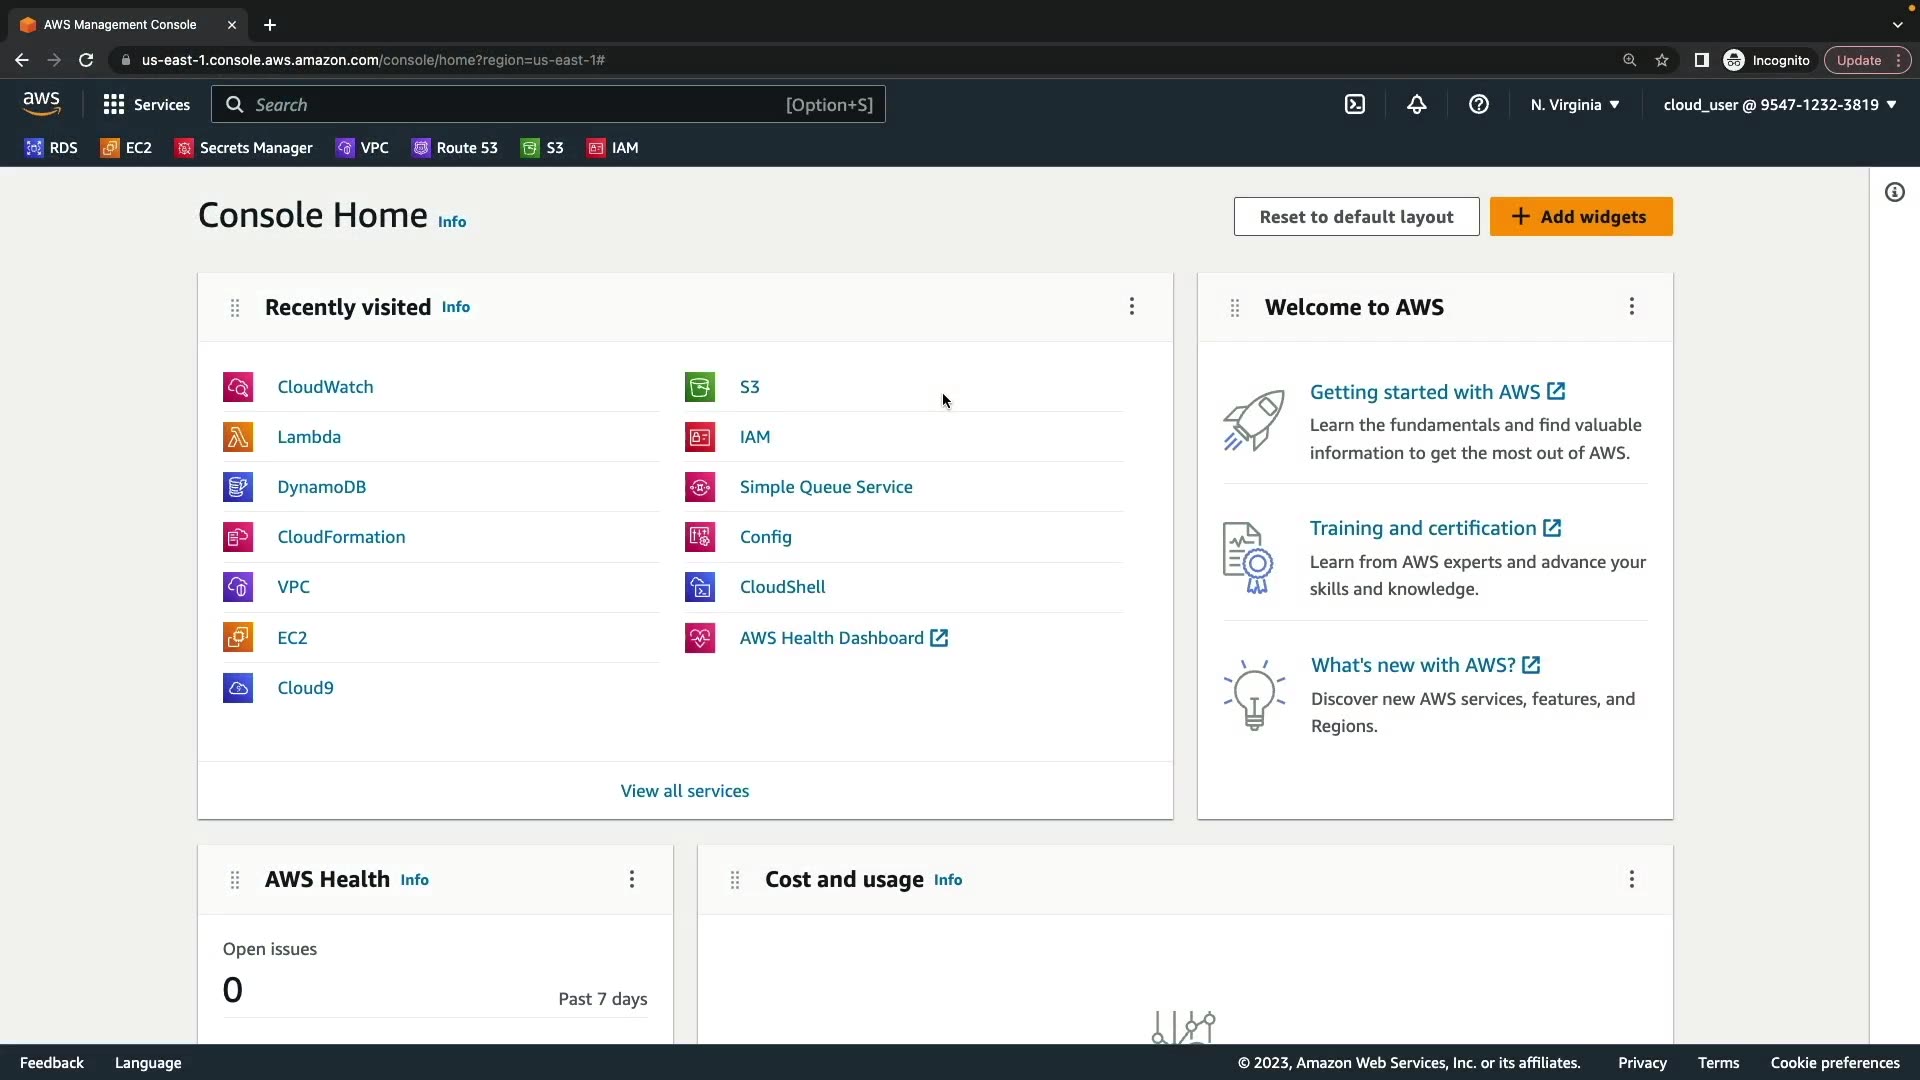 AWS Management Console
us-east-1.console.aws.amazon.com/console/home?region=us-east-1#
Incognito
Update
aws
Services
Search
[Option+S]
N. Virginia
cloud_user @ 9547-1232-3819
RDS
EC2
Secrets Manager
VPC
Route 53
S3
IAM
Console Home Info
Reset to default layout
Add widgets
Recently visited Info
CloudWatch
Lambda
DynamoDB
CloudFormation
VPC
EC2
Cloud9
S3
IAM
Simple Queue Service
Config
CloudShell
AWS Health Dashboard
View all services
Welcome to AWS
Getting started with AWS
Learn the fundamentals and find valuable
information to get the most out of AWS.
Training and certification
Learn from AWS experts and advance your
skills and knowledge.
What's new with AWS?
Discover new AWS services, features, and
Regions.
AWS Health Info
Open issues
0
Past 7 days
Cost and usage Info
Feedback
Language
© 2023, Amazon Web Services, Inc. or its affiliates.
Privacy
Terms
Cookie preferences